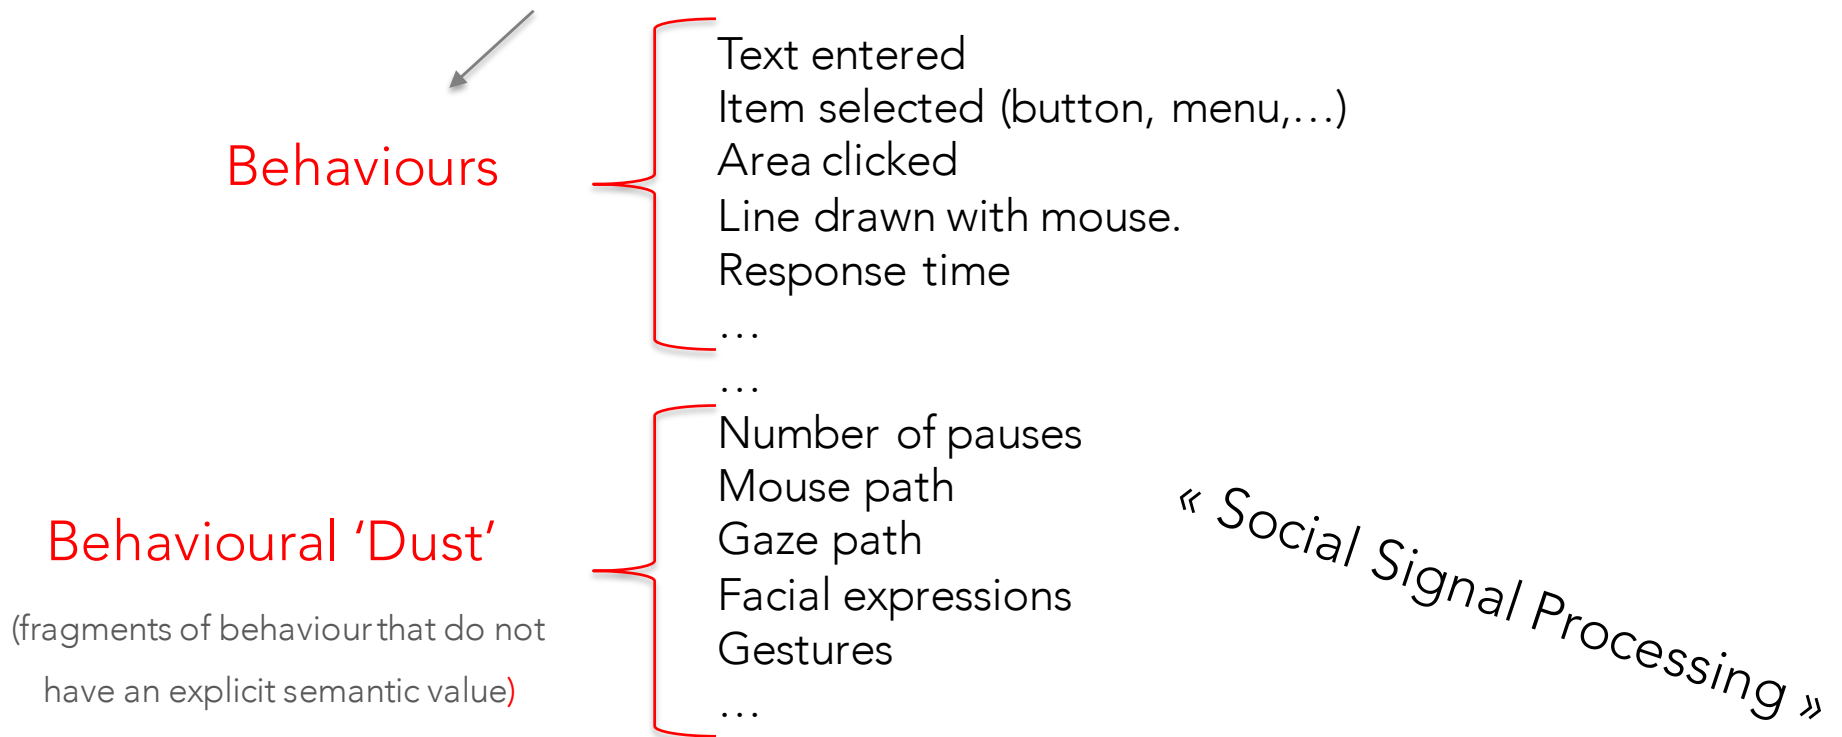 Behaviours
Text entered
Item selected (button, menu,...)
Area clicked
Line drawn with mouse.
Response time
...
...
Behavioural ‘Dust’
(fragments of behaviour that do not
have an explicit semantic value)
Number of pauses
Mouse path
Gaze path
Facial expressions
Gestures
...
« Social Signal Processing »